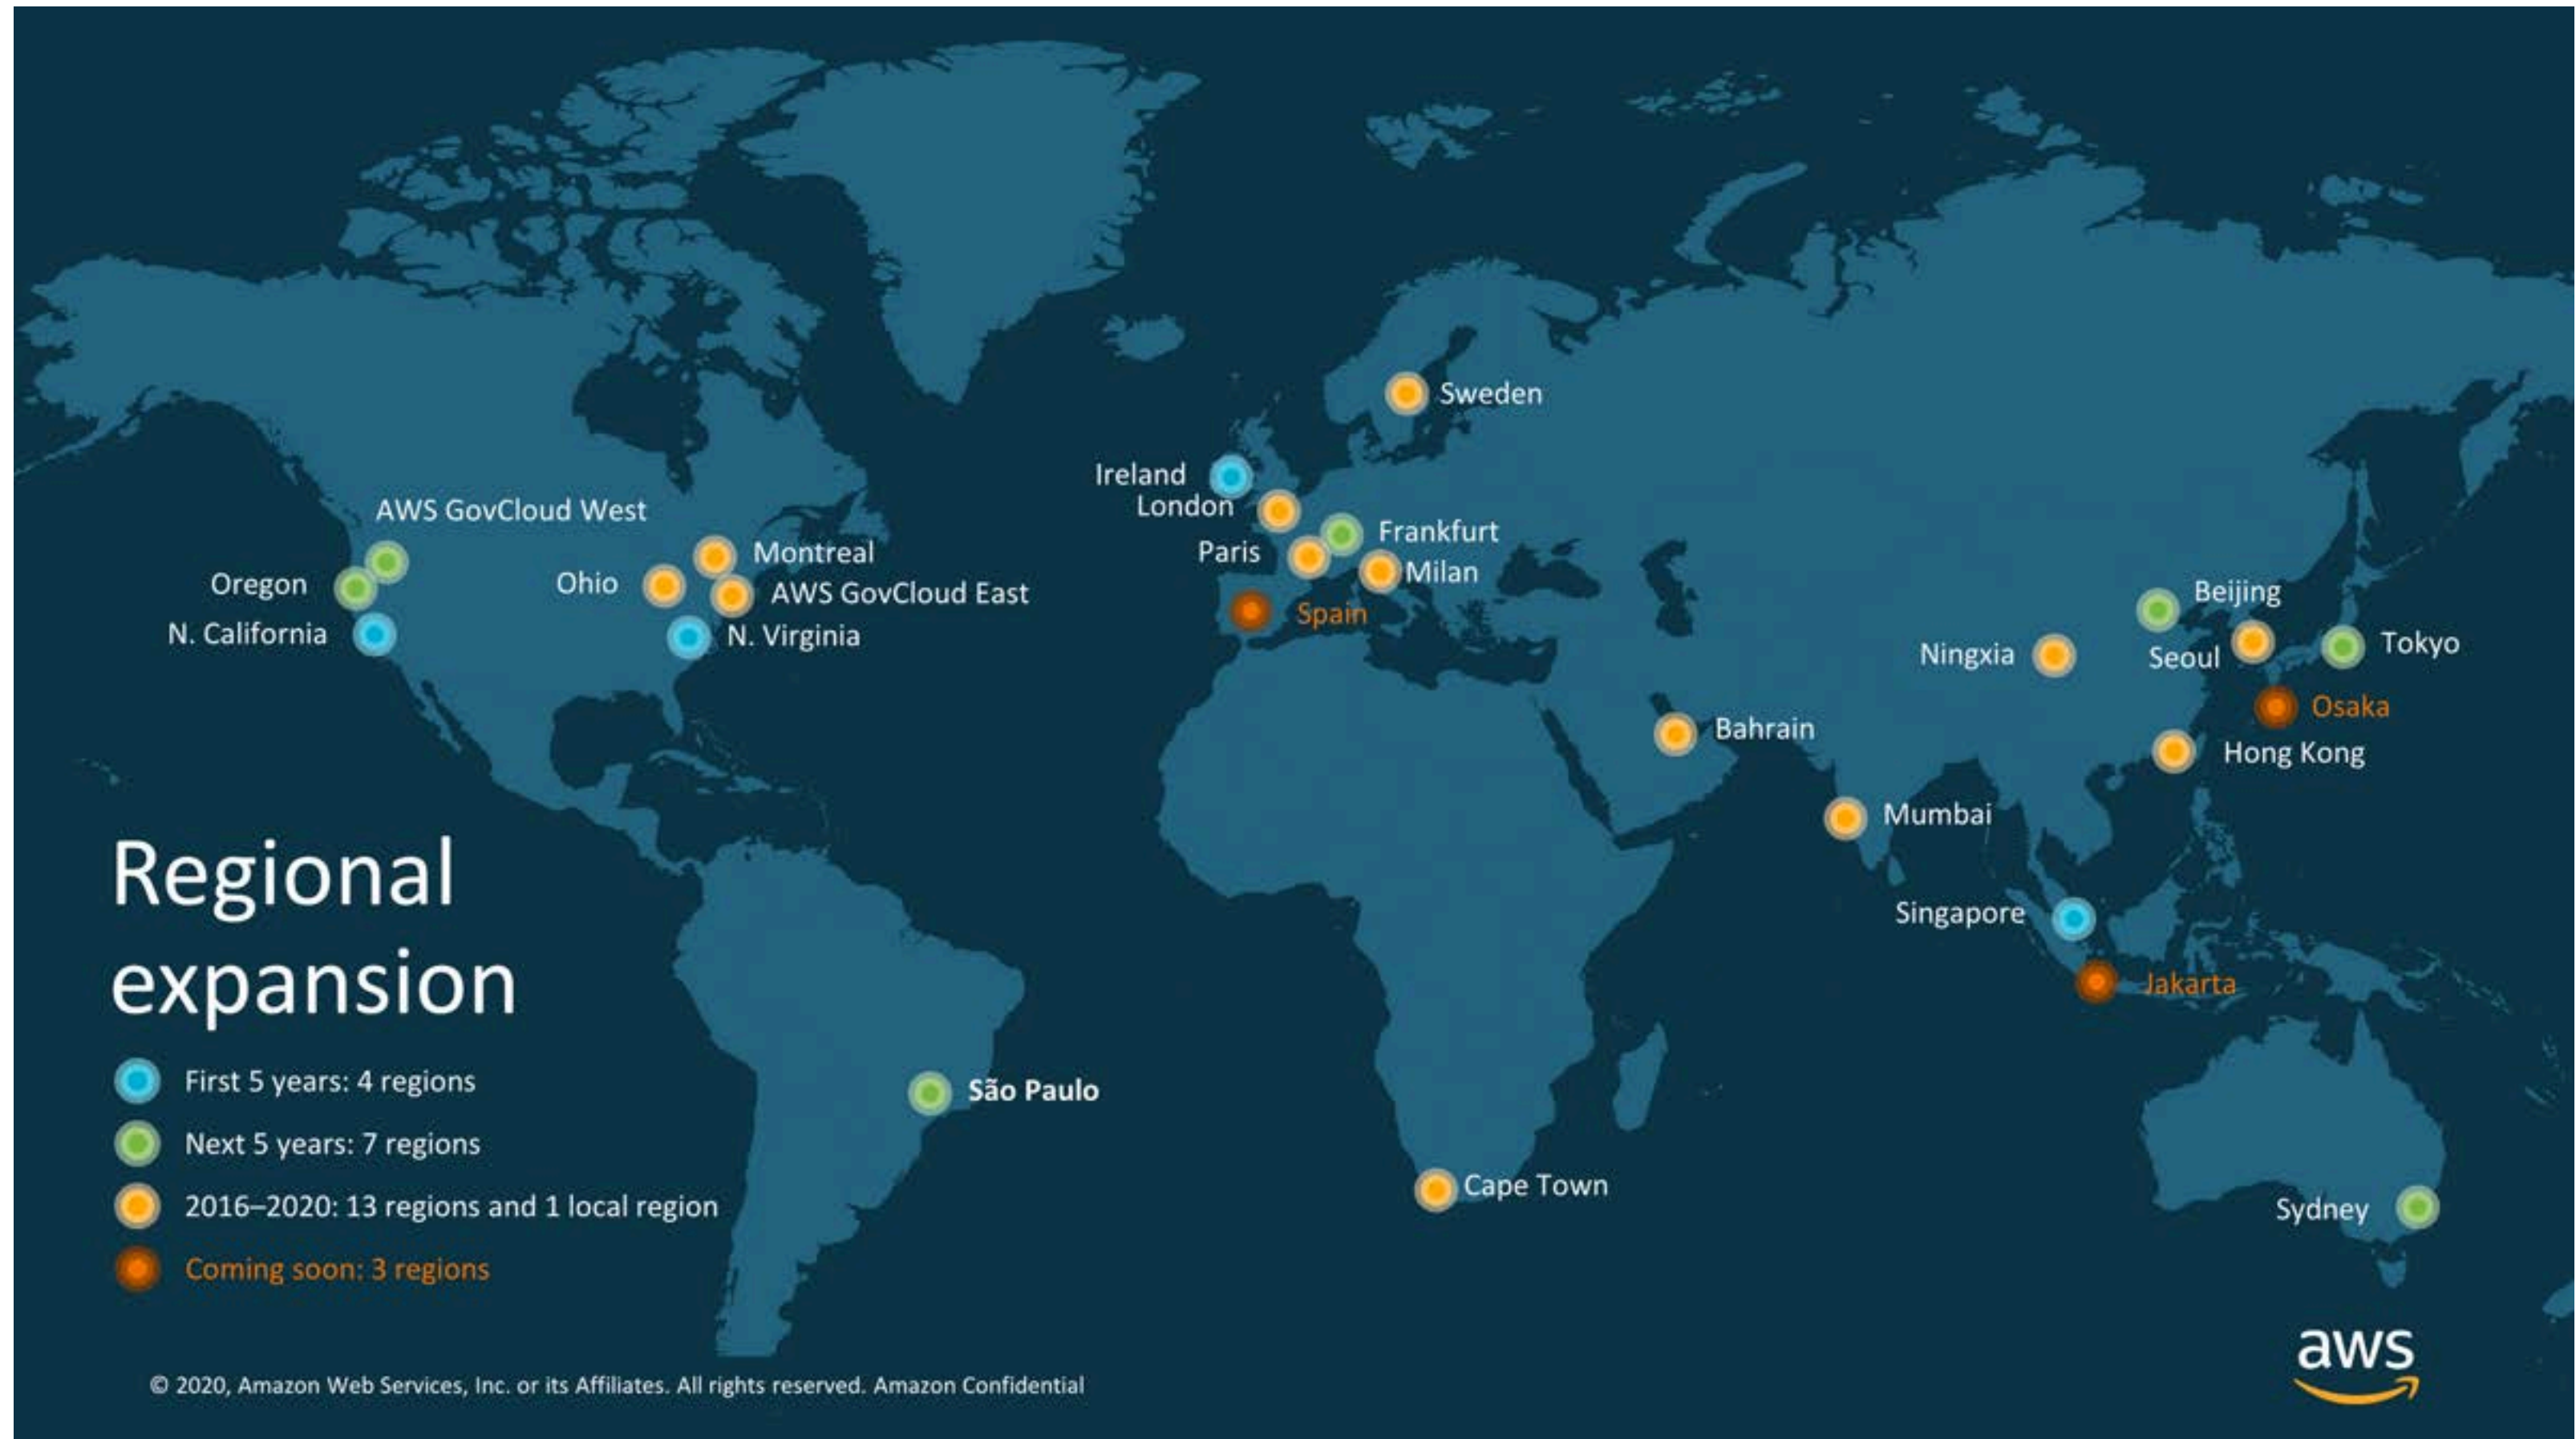 Sweden
Ireland
London
AWS GovCloud West
Frankfurt
Montreal
Paris
Milan
Oregon
Ohio
AWS GovCloud East
Beijing
Spain
N. California
N. Virginia
Ningxia
Seoul
Tokyo
Osaka
Bahrain
Hong Kong
Mumbai
Regional
expansion
Singapore
Jakarta
First 5 years: 4 regions
São Paulo
Next 5 years: 7 regions
2016–2020: 13 regions and 1 local region
Cape Town
Sydney
Coming soon: 3 regions
aws
© 2020, Amazon Web Services, Inc. or its Affiliates. All rights reserved. Amazon Confidential